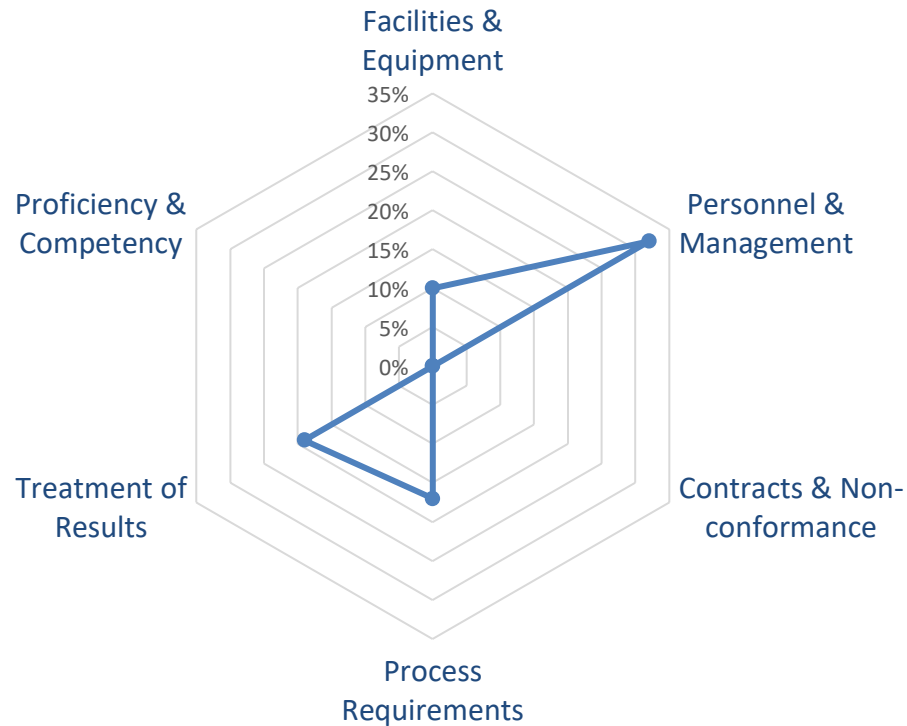 Facilities &
Equipment
35%
30%
25%
20%
15%
10%
5%
0%
Proficiency &
Competency
Personnel &
Management
Treatment of
Results
Contracts & Non-
conformance
Process
Requirements